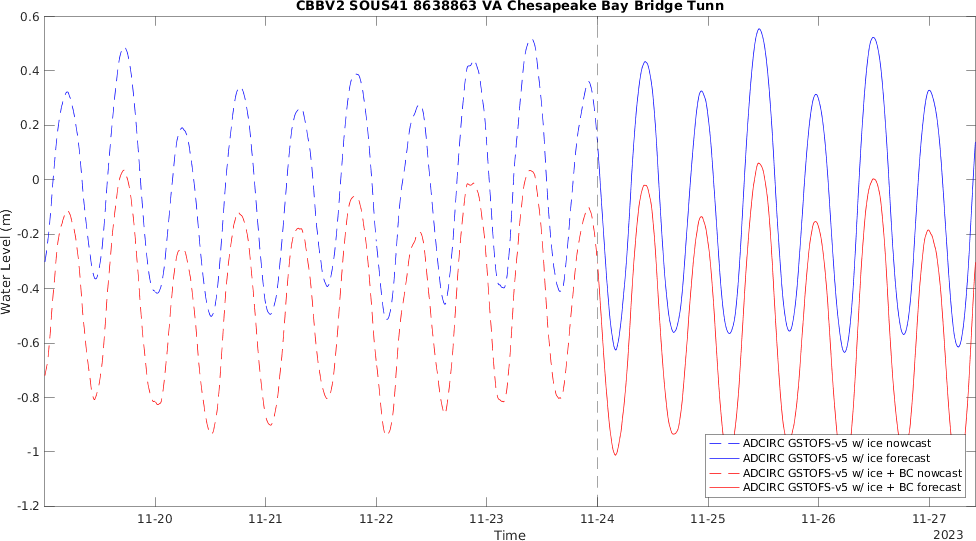 CBBV2 SOUS41 8638863 VA Chesapeake Bay Bridge Tunn
0.6
0.4
0.2
0
-0.2
-0.4
-0.6
-0.8
-1
-1.2
Water Level (m)
11-20
11-21
11-22
11-23
11-24
11-25
11-26
11-27
Time
2023
ADCIRC GSTOFS-v5 w/ ice nowcast
ADCIRC GSTOFS-v5 w/ ice forecast
ADCIRC GSTOFS-v5 w/ ice + BC nowcast
ADCIRC GSTOFS-v5 w/ ice + BC forecast